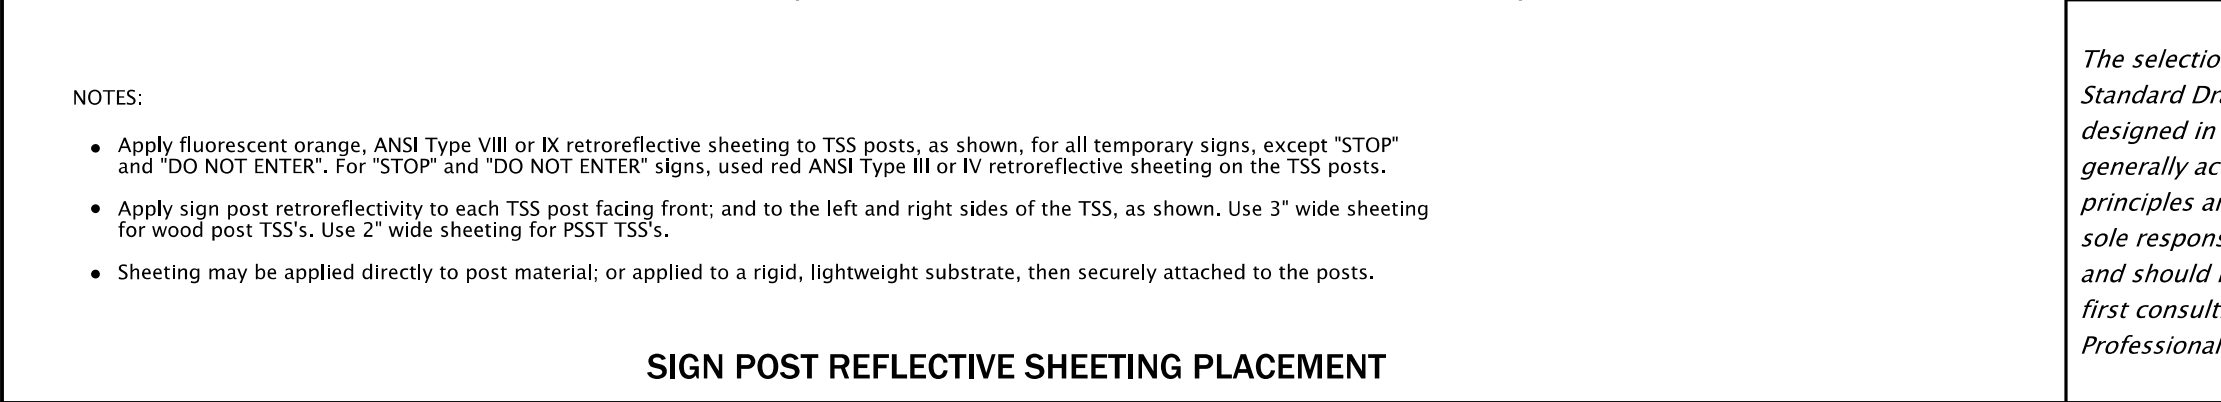 NOTES:
• Apply fluorescent orange, ANSI Type VIII or IX retroreflective sheeting to TSS posts, as shown, for all temporary signs, except "STOP"
and "DO NOT ENTER". For "STOP" and "DO NOT ENTER" signs, used red ANSI Type III or IV retroreflective sheeting on the TSS posts.
• Apply sign post retroreflectivity to each TSS post facing front; and to the left and right sides of the TSS, as shown. Use 3" wide sheeting
for wood post TSS's. Use 2" wide sheeting for PSST TSS's.
• Sheeting may be applied directly to post material; or applied to a rigid, lightweight substrate, then securely attached to the posts.
SIGN POST REFLECTIVE SHEETING PLACEMENT
The selectio
Standard Dr
designed in
generally ac
principles a
sole respons
and should
first consult
Professional